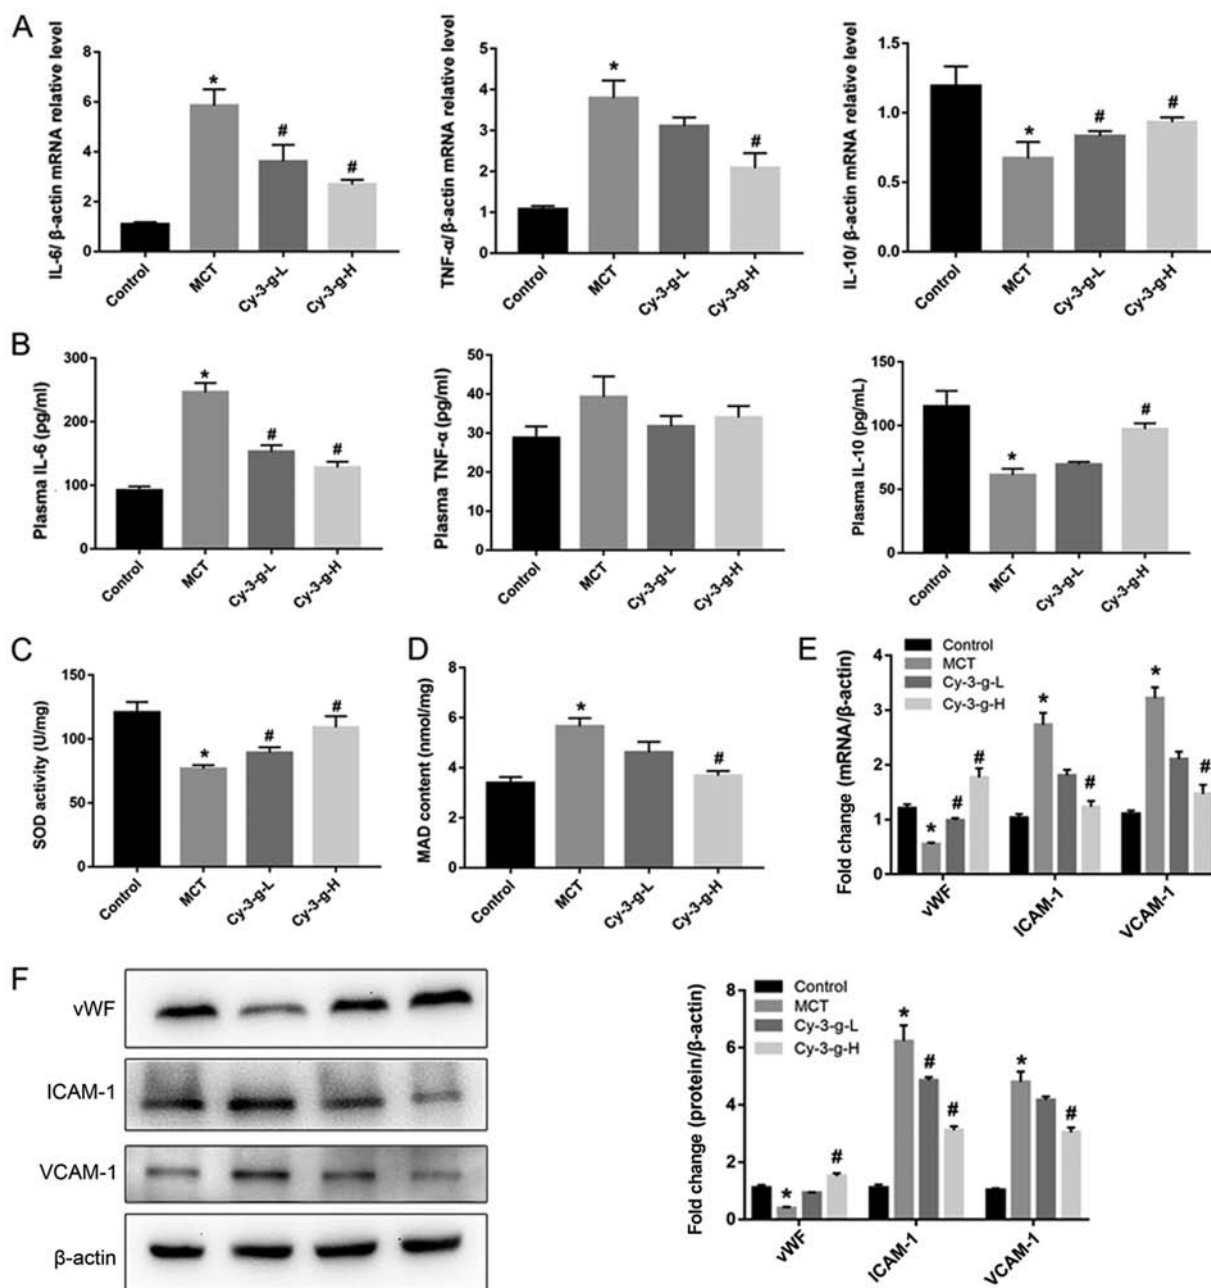 A
IL-6/ β-actin mRNA relative level
8
6
4
2
0
*
#
#
Control
MCT
Cy-3-g-L
Cy-3-g-H
TNF-α/β-actin mRNA relative level
5
4
3
2
1
0
*
#
Control
MCT
Cy-3-g-L
Cy-3-g-H
IL-10/ β-actin mRNA relative level
1.5
1.0
0.5
0.0
*
#
#
Control
MCT
Cy-3-g-L
Cy-3-g-H
B
Plasma IL-6 (pg/ml)
300
200
100
0
*
#
#
Control
MCT
Cy-3-g-L
Cy-3-g-H
Plasma TNF-α (pg/ml)
50
40
30
20
10
0
Control
MCT
Cy-3-g-L
Cy-3-g-H
Plasma IL-10 (pg/mL)
150
100
50
0
*
#
Control
MCT
Cy-3-g-L
Cy-3-g-H
C
SOD activity (U/mg)
150
100
50
0
*
#
#
Control
MCT
Cy-3-g-L
Cy-3-g-H
D
MAD content (nmol/mg)
8
6
4
2
0
*
#
Control
MCT
Cy-3-g-L
Cy-3-g-H
E
Fold change (mRNA/β-actin)
4
3
2
1
0
Control
MCT
Cy-3-g-L
Cy-3-g-H
*
#
#
*
#
*
#
vWF
ICAM-1
VCAM-1
F
vWF
ICAM-1
VCAM-1
β-actin
Fold change (protein/β-actin)
8
6
4
2
0
Control
MCT
Cy-3-g-L
Cy-3-g-H
*
#
*
#
#
*
#
vWF
ICAM-1
VCAM-1